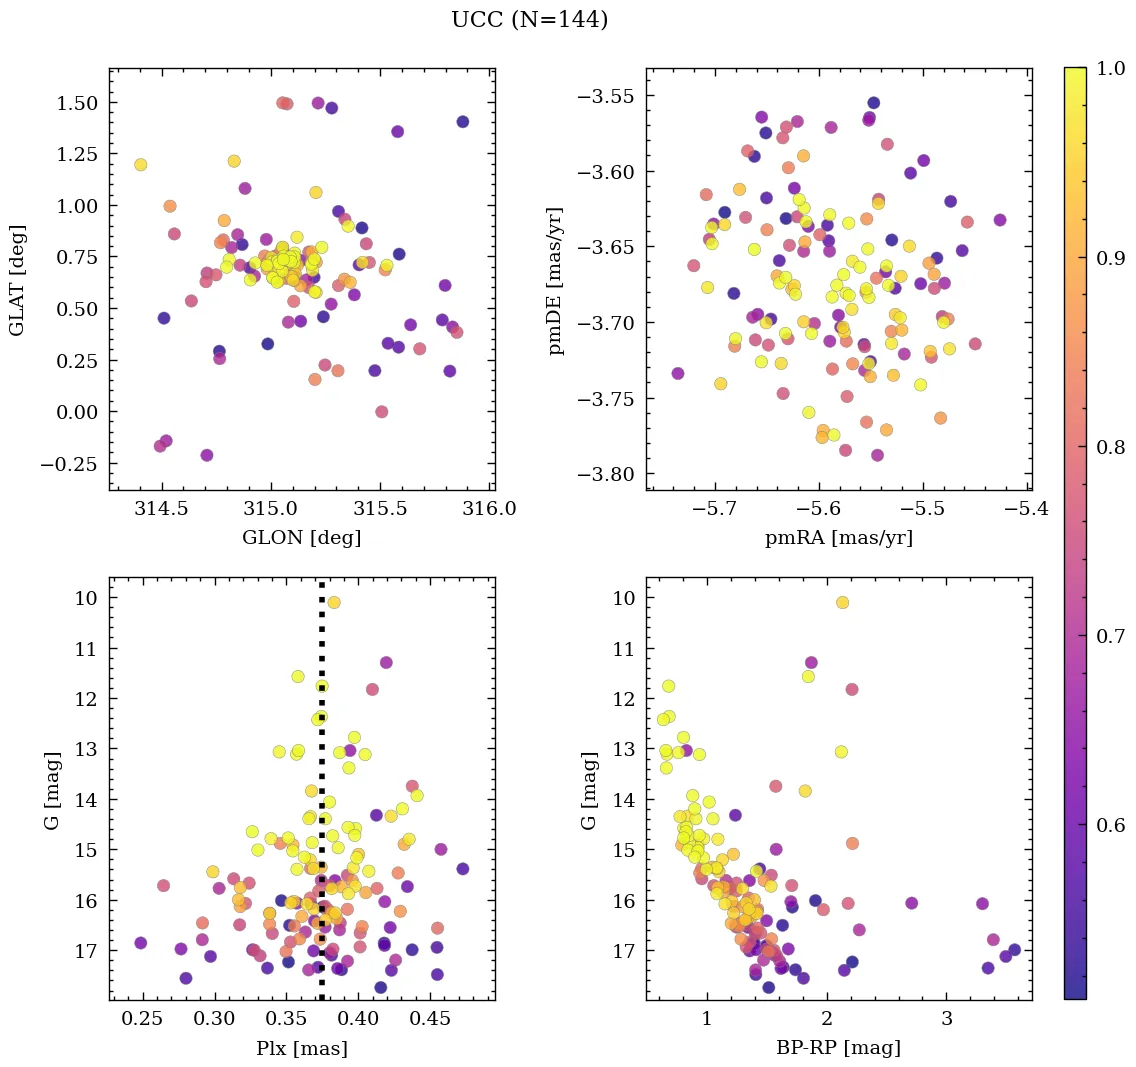 UCC (N=144)
1.50
1.25
1.00
0.75
0.50
0.25
0.00
−0.25
GLAT [deg]
314.5 315.0 315.5 316.0
GLON [deg]
−3.55
−3.60
−3.65
−3.70
−3.75
−3.80
pmDE [mas/yr]
−5.7 −5.6 −5.5 −5.4
pmRA [mas/yr]
1.0
0.9
0.8
0.7
0.6
10
11
12
13
14
15
16
17
G [mag]
0.25 0.30 0.35 0.40 0.45
Plx [mas]
10
11
12
13
14
15
16
17
G [mag]
1 2 3
BP-RP [mag]